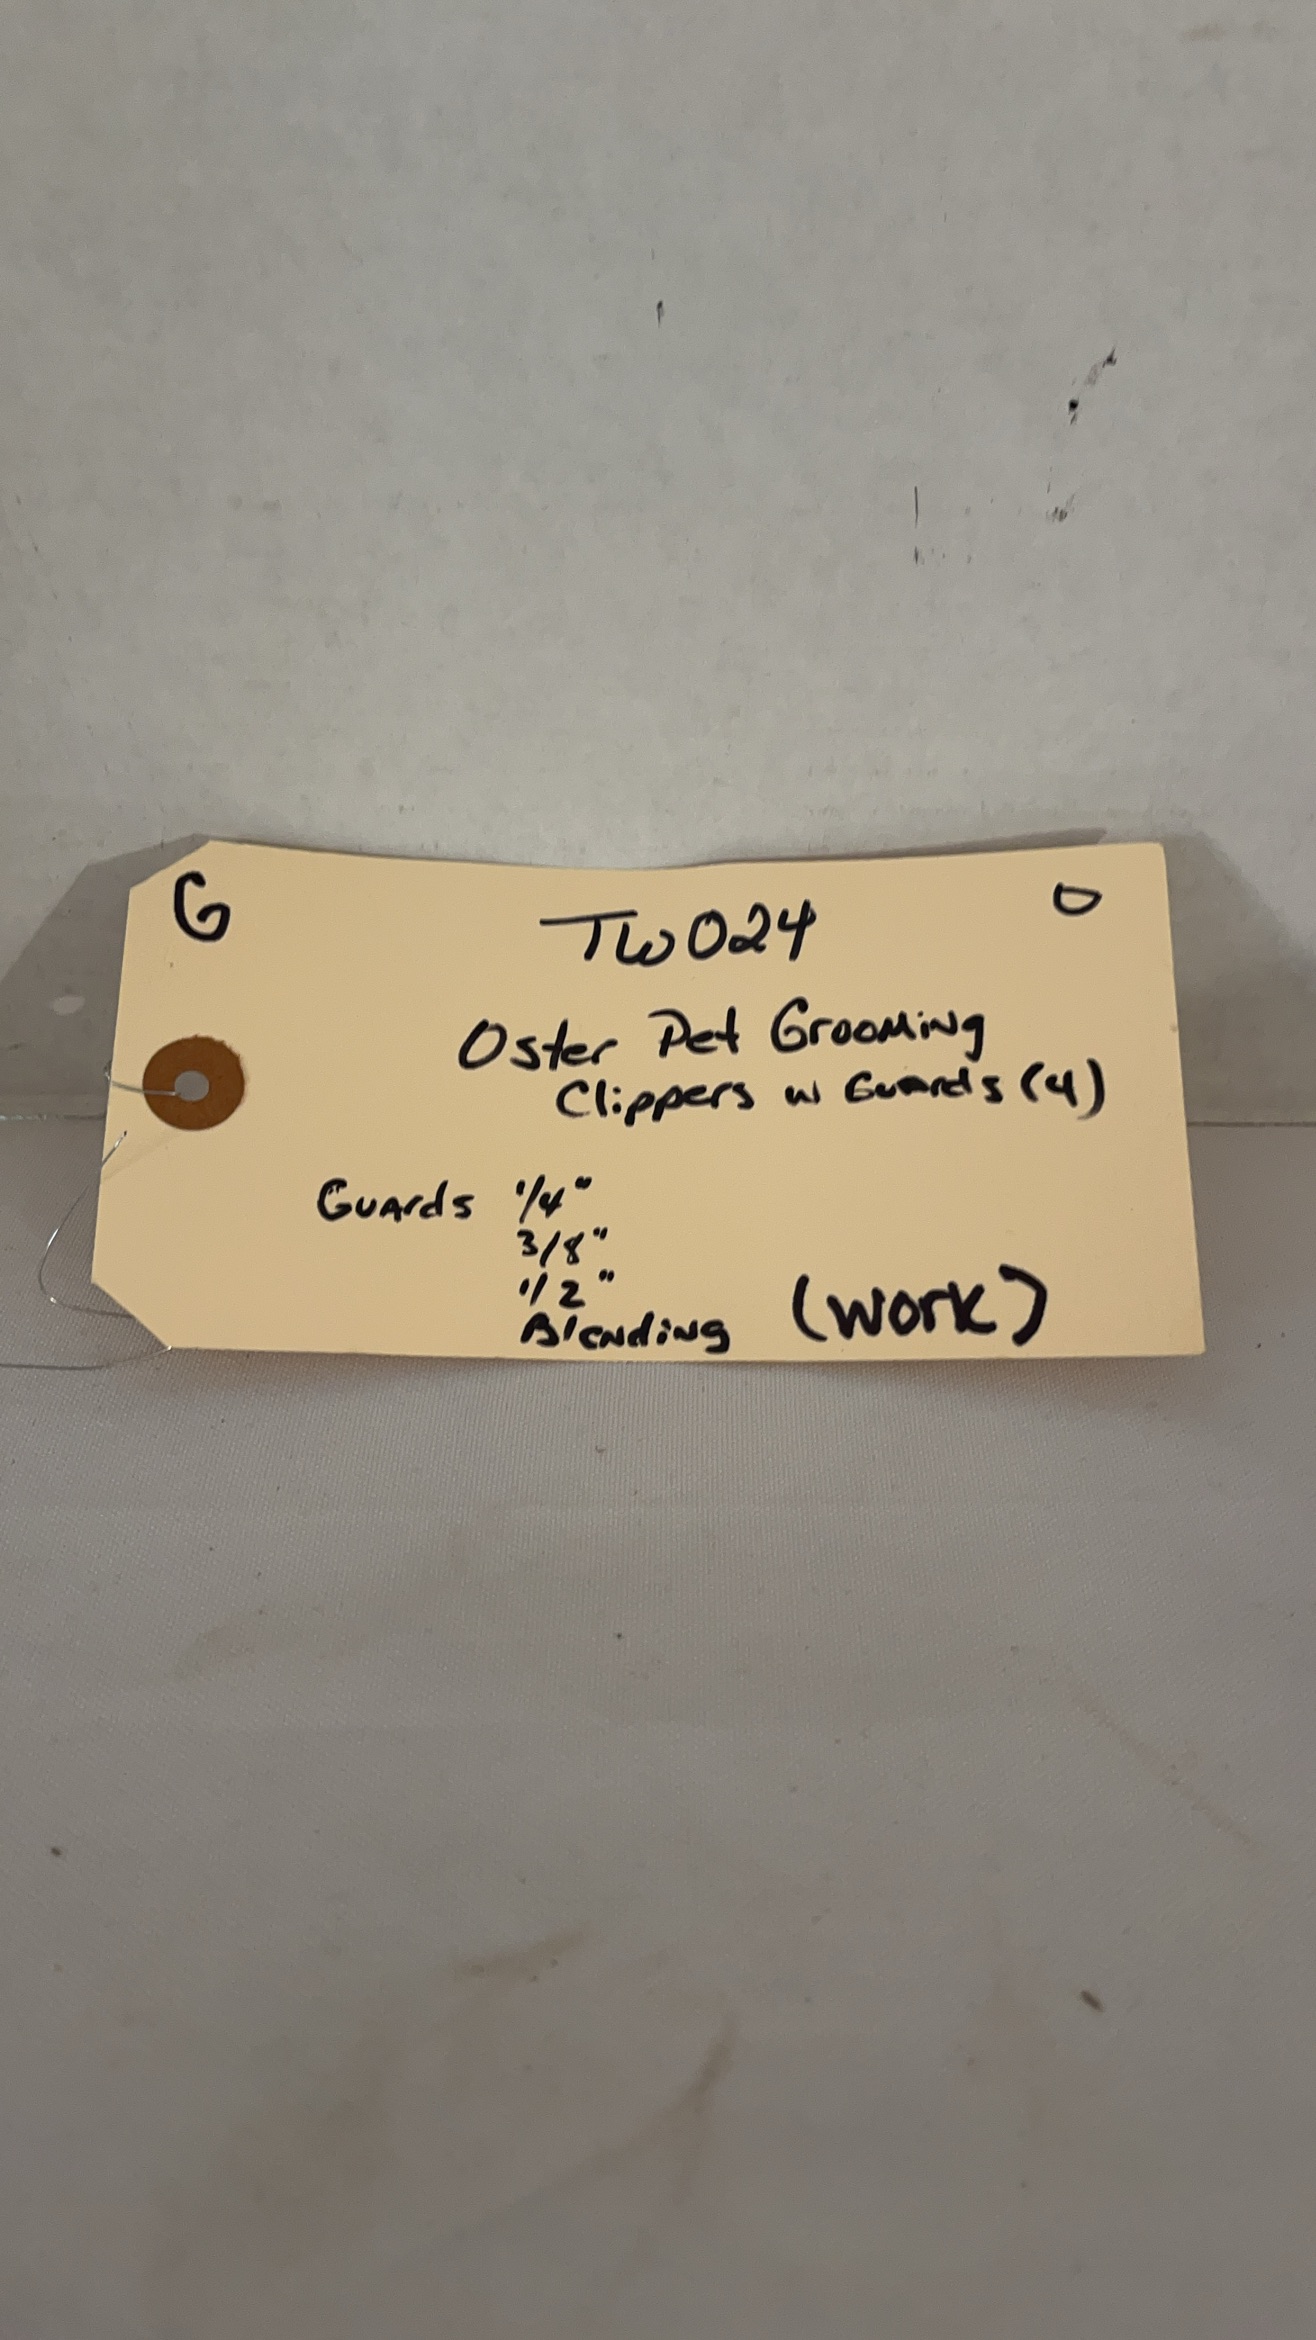 G TW024 O
Oster Pet Grooming
Clippers w Guards (4)
Guards 1/4"
3/8"
1/2"
Blending (work)